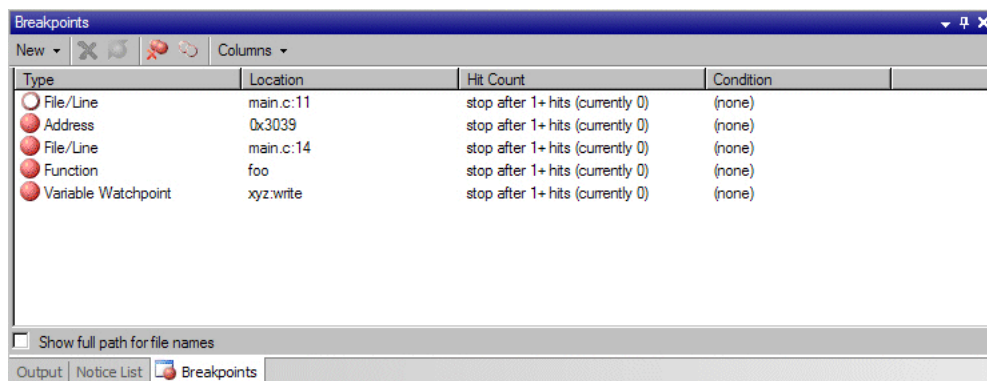 Breakpoints
New Columns
Type Location Hit Count Condition
File/Line main.c:11 stop after 1+ hits (currently 0) (none)
Address 0x3039 stop after 1+ hits (currently 0) (none)
File/Line main.c:14 stop after 1+ hits (currently 0) (none)
Function foo stop after 1+ hits (currently 0) (none)
Variable Watchpoint xyz:write stop after 1+ hits (currently 0) (none)
Show full path for file names
Output Notice List Breakpoints